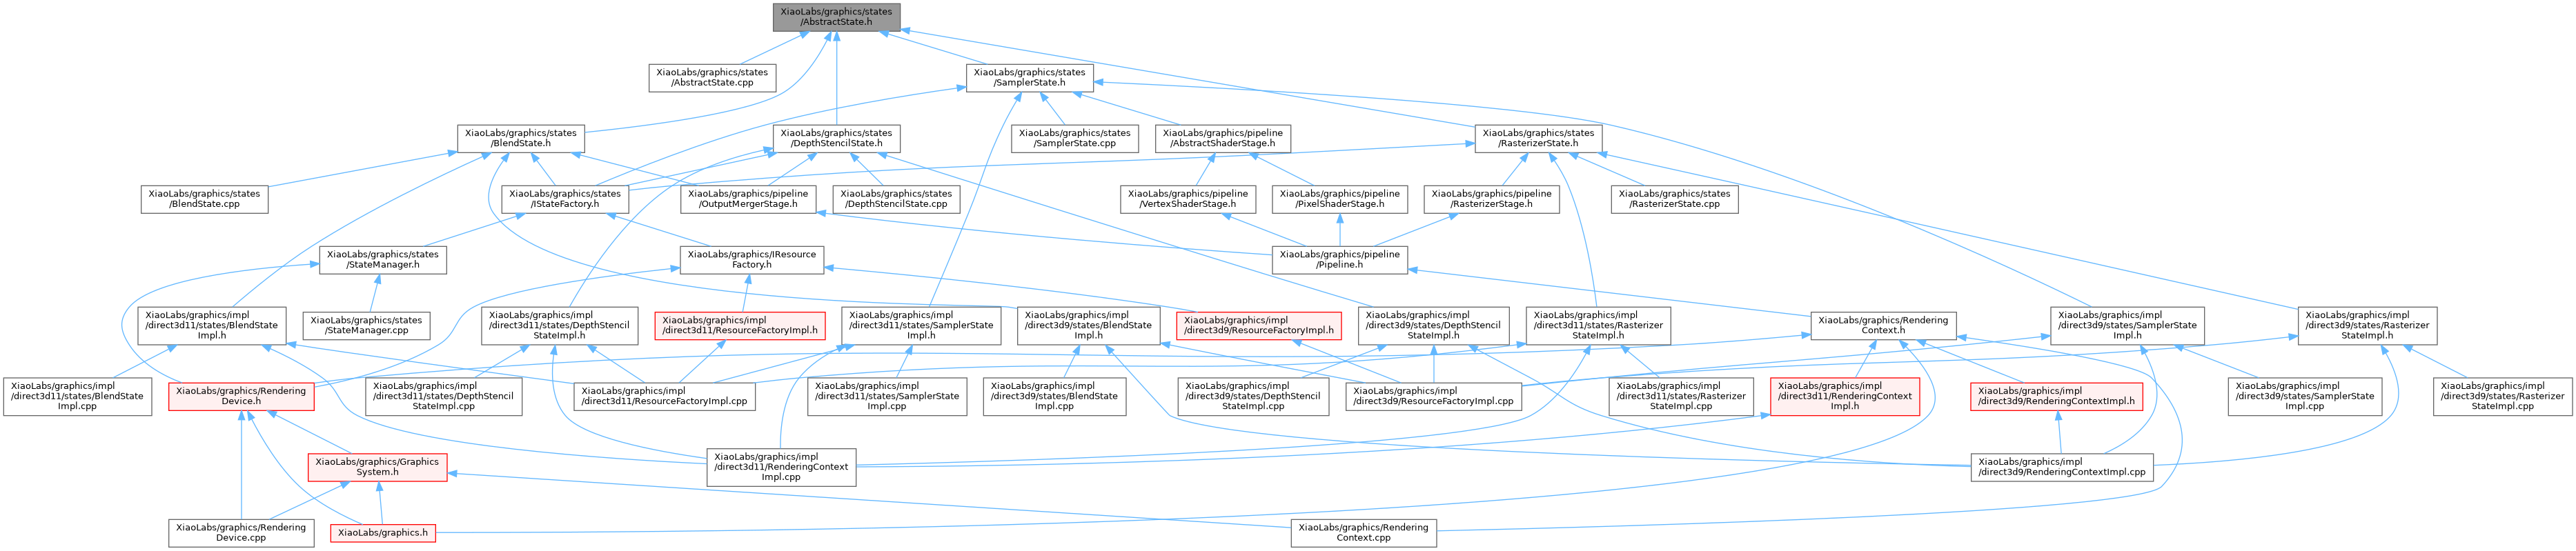 XiaoLabs/graphics/states
/AbstractState.h
XiaoLabs/graphics/states
/AbstractState.cpp
XiaoLabs/graphics/states
/SamplerState.h
XiaoLabs/graphics/states
/BlendState.h
XiaoLabs/graphics/states
/DepthStencilState.h
XiaoLabs/graphics/states
/SamplerState.cpp
XiaoLabs/graphics/pipeline
/AbstractShaderStage.h
XiaoLabs/graphics/states
/RasterizerState.h
XiaoLabs/graphics/states
/BlendState.cpp
XiaoLabs/graphics/states
/IStateFactory.h
XiaoLabs/graphics/pipeline
/OutputMergerStage.h
XiaoLabs/graphics/states
/DepthStencilState.cpp
XiaoLabs/graphics/pipeline
/VertexShaderStage.h
XiaoLabs/graphics/pipeline
/PixelShaderStage.h
XiaoLabs/graphics/pipeline
/RasterizerStage.h
XiaoLabs/graphics/states
/RasterizerState.cpp
XiaoLabs/graphics/states
/StateManager.h
XiaoLabs/graphics/IResource
Factory.h
XiaoLabs/graphics/pipeline
/Pipeline.h
XiaoLabs/graphics/impl
/direct3d11/states/BlendState
Impl.h
XiaoLabs/graphics/states
/StateManager.cpp
XiaoLabs/graphics/impl
/direct3d11/states/DepthStencil
StateImpl.h
XiaoLabs/graphics/impl
/direct3d11/ResourceFactoryImpl.h
XiaoLabs/graphics/impl
/direct3d11/states/SamplerState
Impl.h
XiaoLabs/graphics/impl
/direct3d9/states/BlendState
Impl.h
XiaoLabs/graphics/impl
/direct3d9/ResourceFactoryImpl.h
XiaoLabs/graphics/impl
/direct3d9/states/DepthStencil
StateImpl.h
XiaoLabs/graphics/impl
/direct3d11/states/Rasterizer
StateImpl.h
XiaoLabs/graphics/Rendering
Context.h
XiaoLabs/graphics/impl
/direct3d9/states/SamplerState
Impl.h
XiaoLabs/graphics/impl
/direct3d9/states/Rasterizer
StateImpl.h
XiaoLabs/graphics/impl
/direct3d11/states/BlendState
Impl.cpp
XiaoLabs/graphics/Rendering
Device.h
XiaoLabs/graphics/impl
/direct3d11/states/DepthStencil
StateImpl.cpp
XiaoLabs/graphics/impl
/direct3d11/ResourceFactoryImpl.cpp
XiaoLabs/graphics/impl
/direct3d11/states/SamplerState
Impl.cpp
XiaoLabs/graphics/impl
/direct3d9/states/BlendState
Impl.cpp
XiaoLabs/graphics/impl
/direct3d9/states/DepthStencil
StateImpl.cpp
XiaoLabs/graphics/impl
/direct3d9/ResourceFactoryImpl.cpp
XiaoLabs/graphics/impl
/direct3d11/states/Rasterizer
StateImpl.cpp
XiaoLabs/graphics/impl
/direct3d11/RenderingContext
Impl.h
XiaoLabs/graphics/impl
/direct3d9/RenderingContextImpl.h
XiaoLabs/graphics/impl
/direct3d9/states/SamplerState
Impl.cpp
XiaoLabs/graphics/impl
/direct3d9/states/Rasterizer
StateImpl.cpp
XiaoLabs/graphics/Graphics
System.h
XiaoLabs/graphics/impl
/direct3d11/RenderingContext
Impl.cpp
XiaoLabs/graphics/impl
/direct3d9/RenderingContextImpl.cpp
XiaoLabs/graphics/Rendering
Device.cpp
XiaoLabs/graphics.h
XiaoLabs/graphics/Rendering
Context.cpp